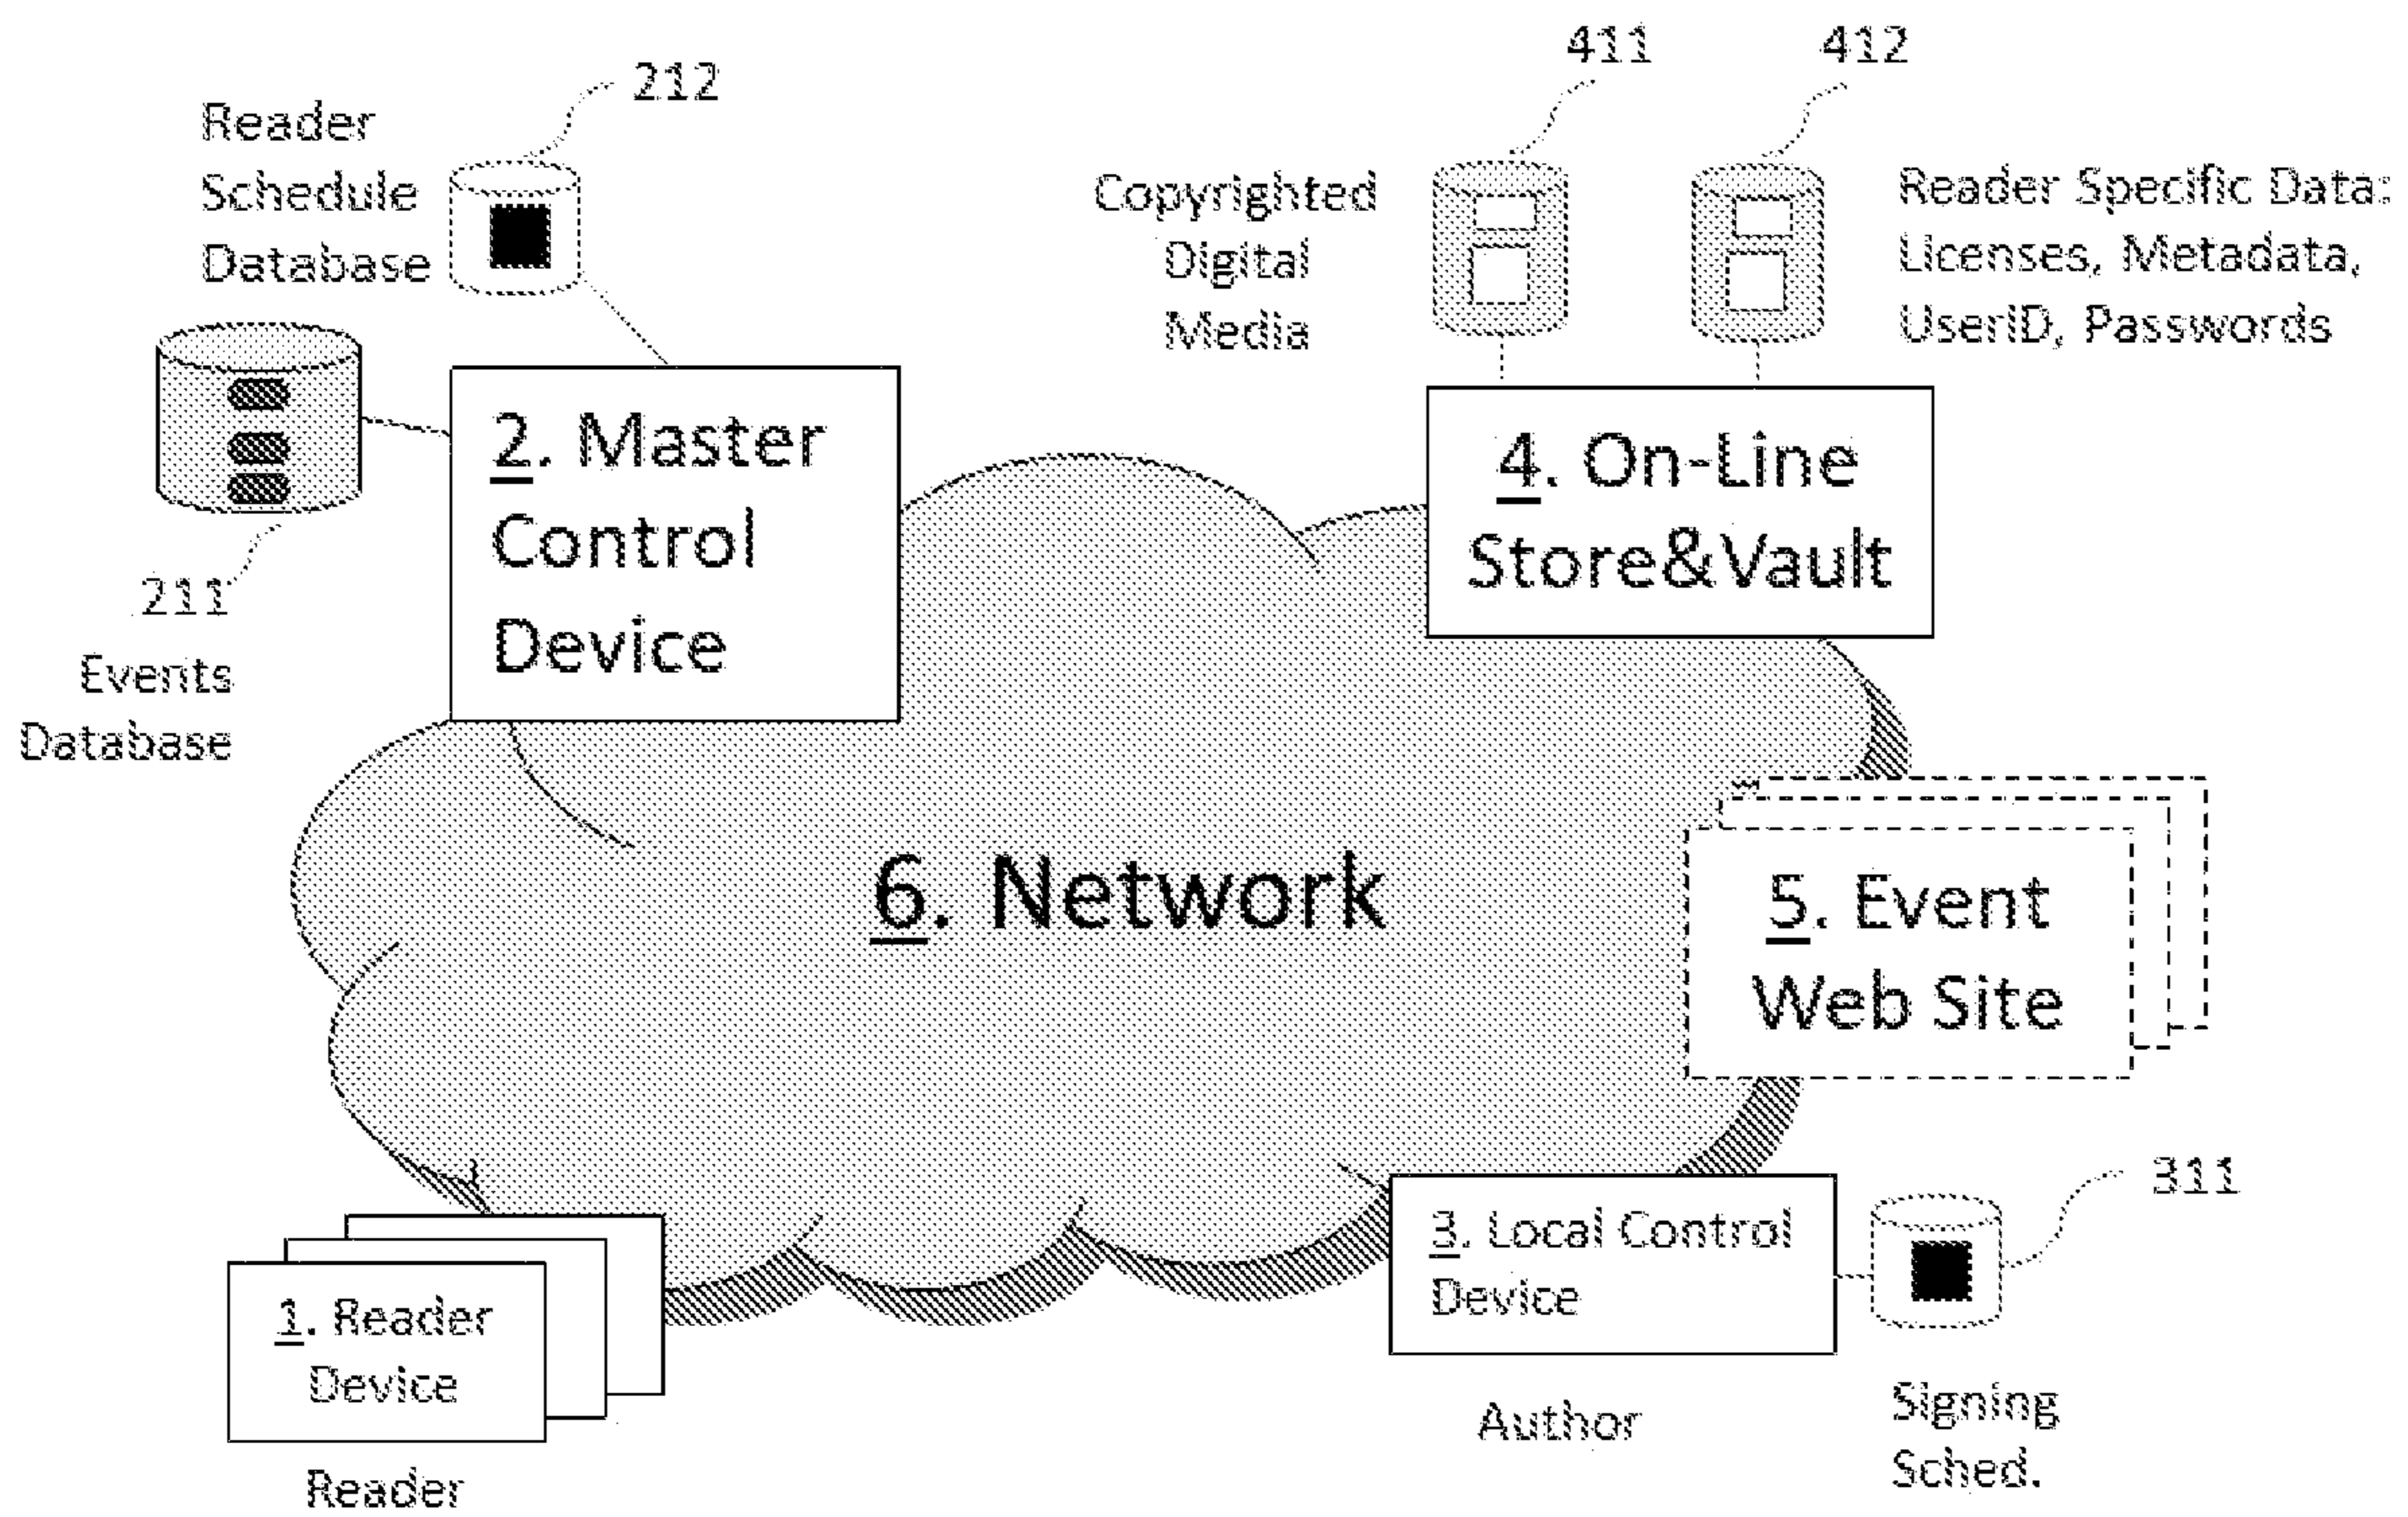 411
412
212
Reader
Schedule
Database
Copyrighted
Digital
Media
Reader Specific Data:
Licenses, Metadata,
UserID, Passwords
2. Master
Control
Device
4. On-Line
Store&Vault
211
Events
Database
6. Network
5. Event
Web Site
311
3. Local Control
Device
1. Reader
Device
Author
Signing
Sched.
Reader